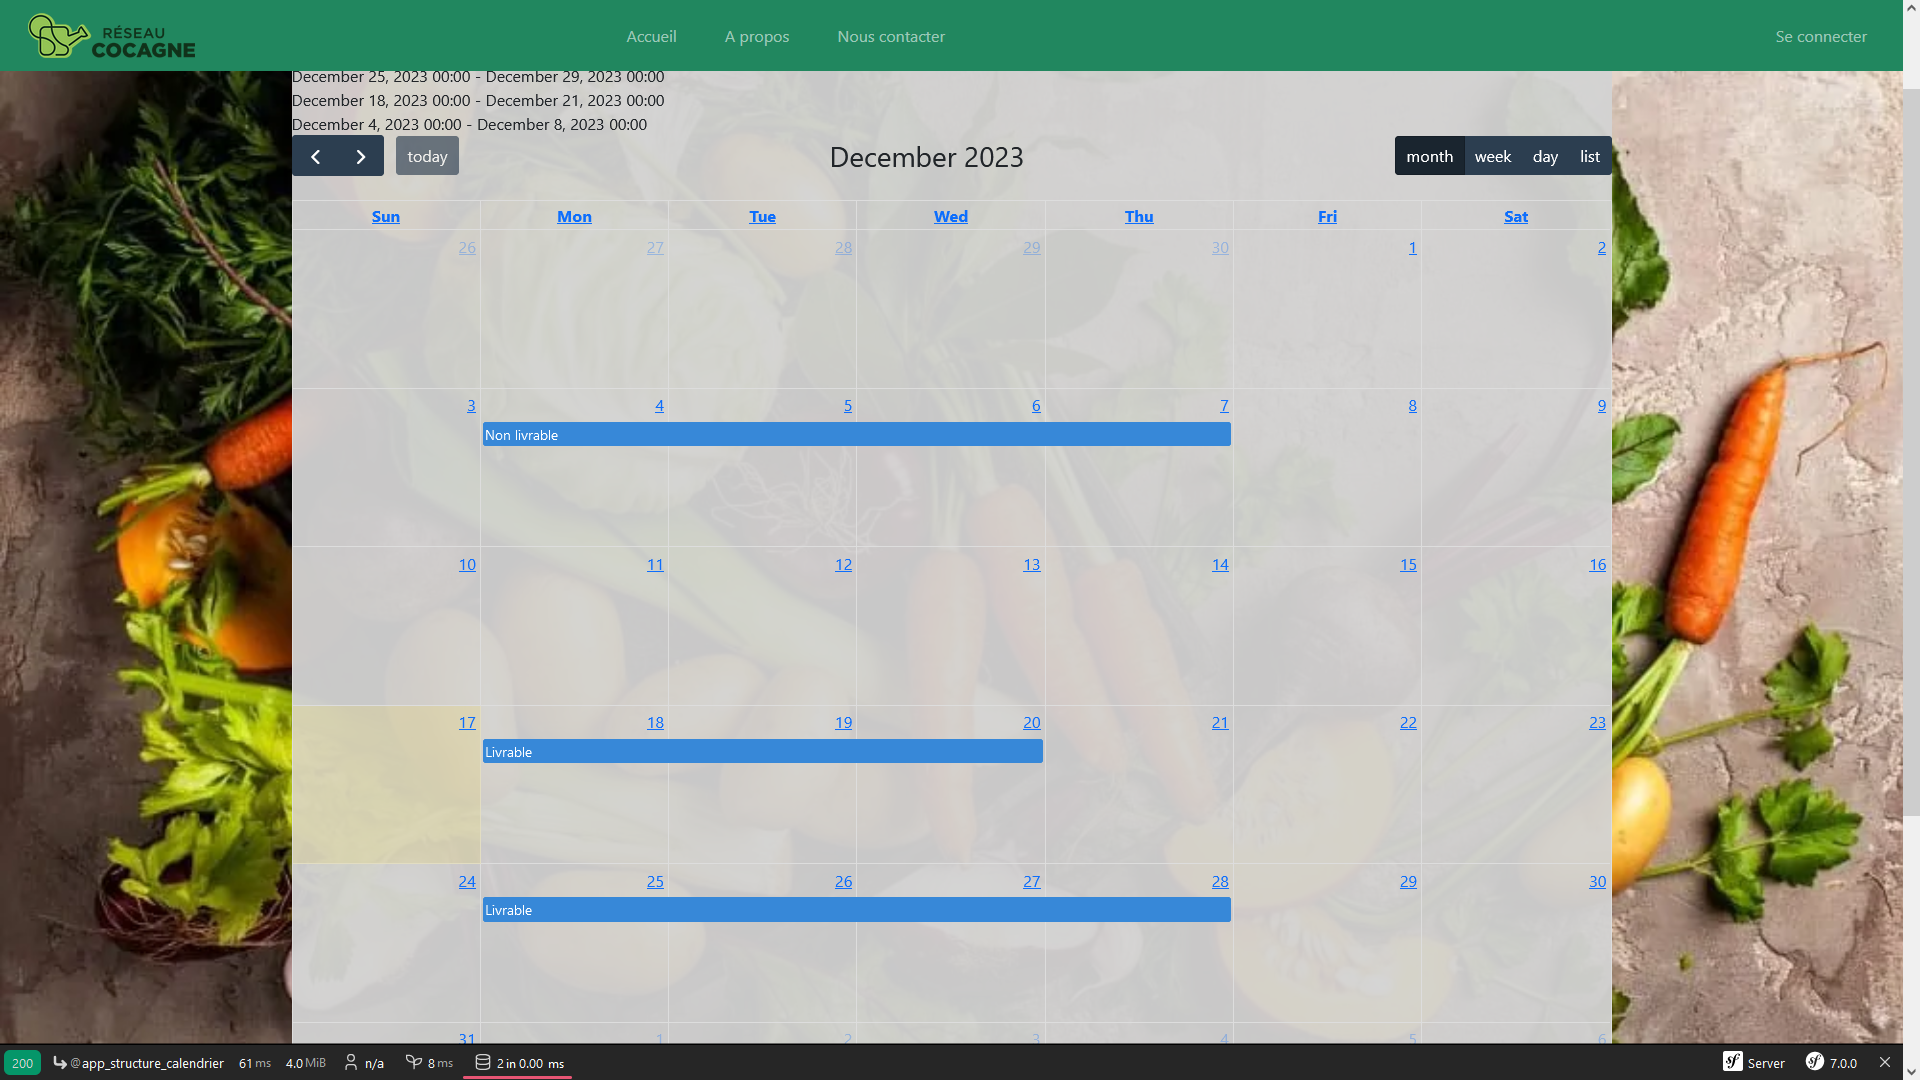 RÉSEAU
COCAGNE
Accueil
A propos
Nous contacter
Se connecter
December 25, 2023 00:00 - December 29, 2023 00:00
December 18, 2023 00:00 - December 21, 2023 00:00
December 4, 2023 00:00 - December 8, 2023 00:00
today
December 2023
month week day list
Sun Mon Tue Wed Thu Fri Sat
26 27 28 29 30 1 2
3 4 5 6 7 8 9
Non livrable
10 11 12 13 14 15 16
17 18 19 20 21 22 23
Livrable
24 25 26 27 28 29 30
Livrable
31 1 2 3 4 5 6
200 @app_structure_calendrier 61 ms 4.0 MiB n/a 8 ms 2 in 0.00 ms sf Server sf 7.0.0